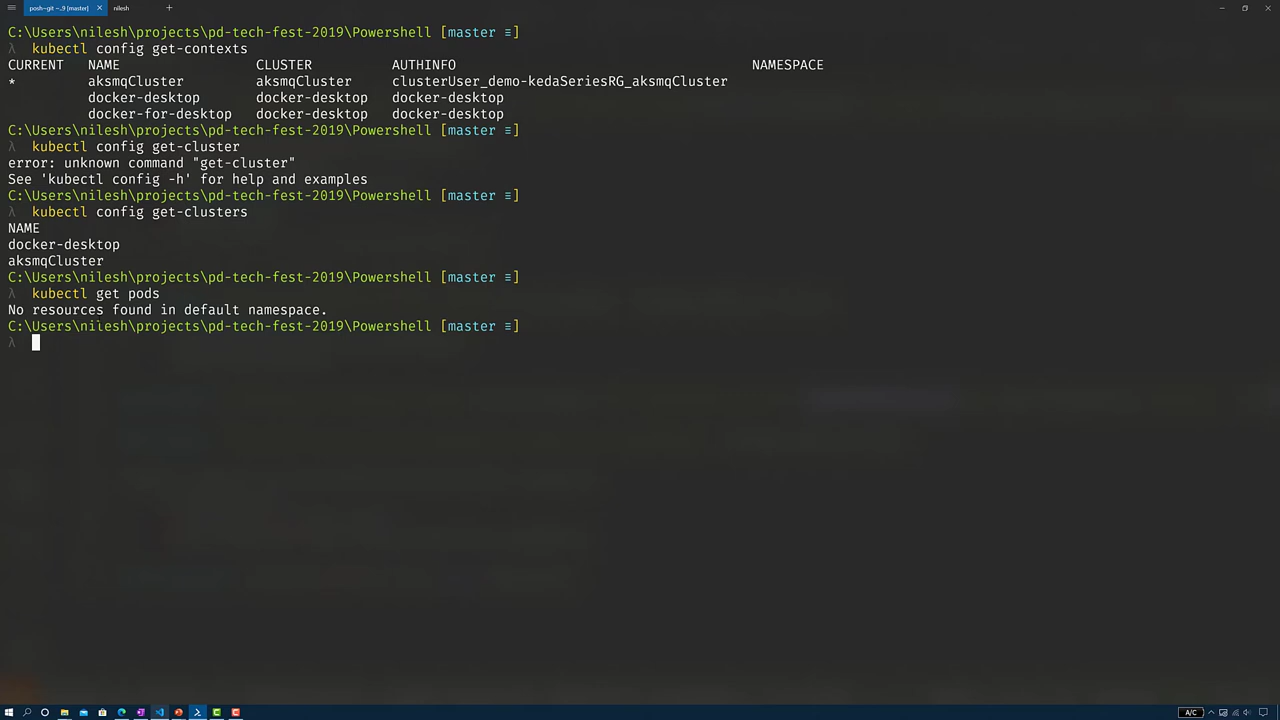 posh~git ~..9 [master]
nilesh
C:\Users\nilesh\projects\pd-tech-fest-2019\Powershell [master ≡]
λ kubectl config get-contexts
CURRENT NAME CLUSTER AUTHINFO NAMESPACE
* aksmqCluster aksmqCluster clusterUser_demo-kedaSeriesRG_aksmqCluster
docker-desktop docker-desktop docker-desktop
docker-for-desktop docker-desktop docker-desktop
C:\Users\nilesh\projects\pd-tech-fest-2019\Powershell [master ≡]
λ kubectl config get-cluster
error: unknown command "get-cluster"
See 'kubectl config -h' for help and examples
C:\Users\nilesh\projects\pd-tech-fest-2019\Powershell [master ≡]
λ kubectl config get-clusters
NAME
docker-desktop
aksmqCluster
C:\Users\nilesh\projects\pd-tech-fest-2019\Powershell [master ≡]
λ kubectl get pods
No resources found in default namespace.
C:\Users\nilesh\projects\pd-tech-fest-2019\Powershell [master ≡]
λ
A/C